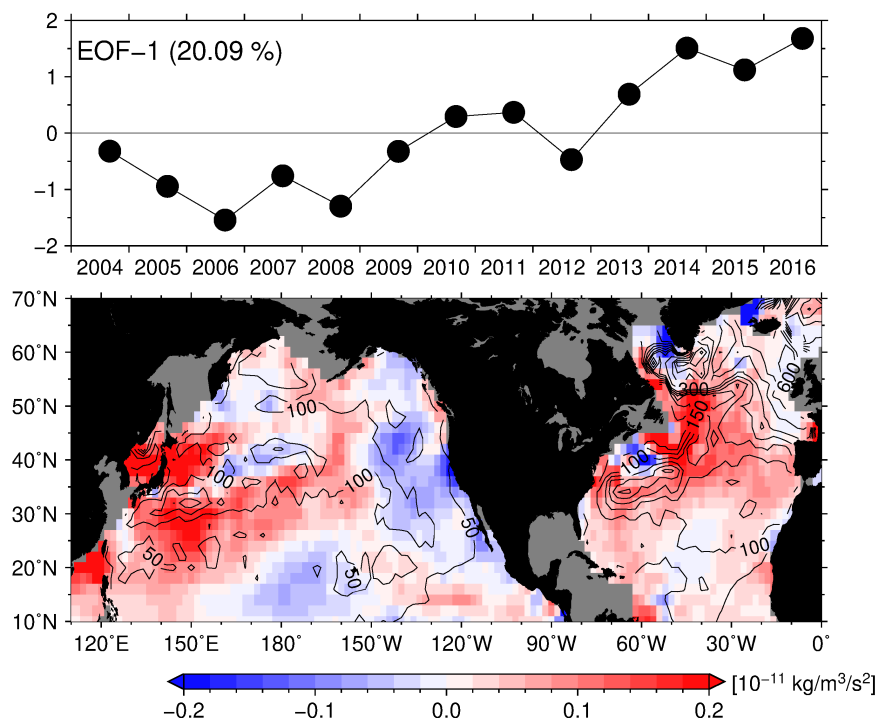 2
EOF−1 (20.09 %)
1
0
−1
−2
2004 2005 2006 2007 2008 2009 2010 2011 2012 2013 2014 2015 2016
70˚N
60˚N
600
200
50˚N
100
150
40˚N
100
100
100
30˚N
50
100
20˚N
50
50
10˚N
120˚E 150˚E 180˚ 150˚W 120˚W 90˚W 60˚W 30˚W 0˚
[10⁻¹¹ kg/m³/s²]
−0.2 −0.1 0.0 0.1 0.2